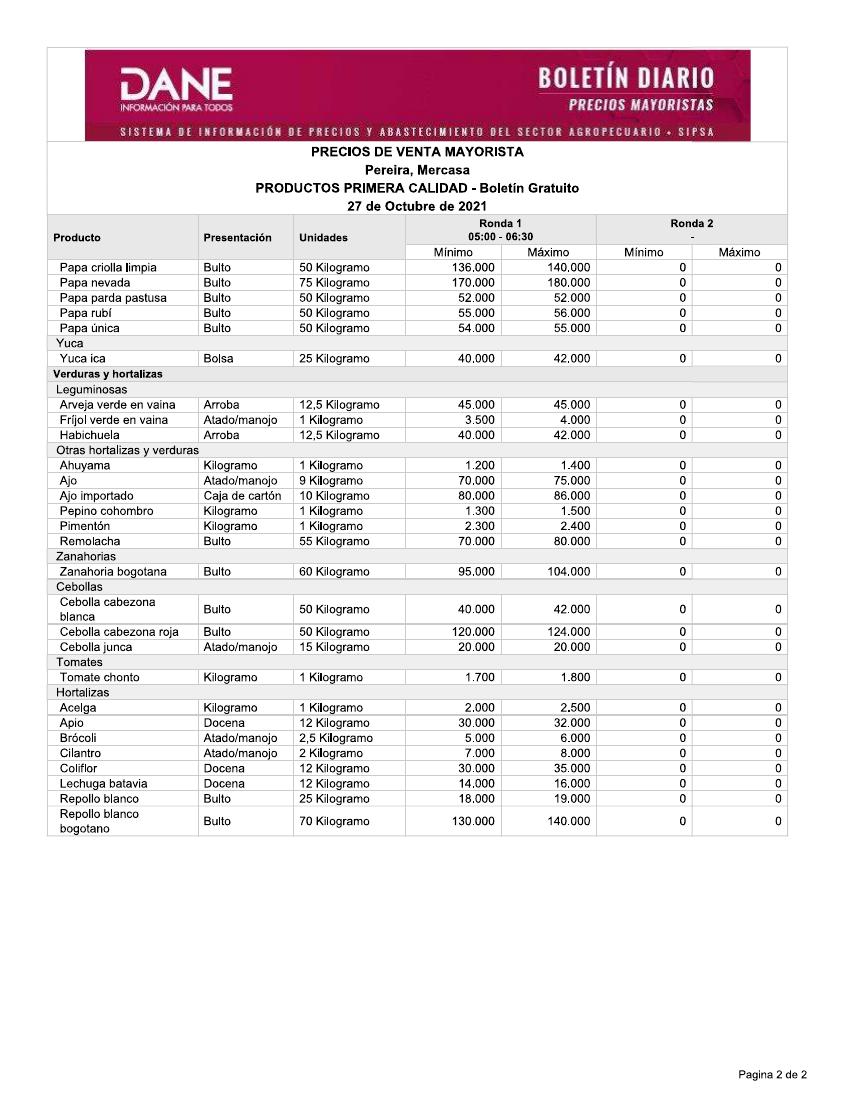 DANE
INFORMACIÓN PARA TODOS
BOLETÍN DIARIO
PRECIOS MAYORISTAS
SISTEMA DE INFORMACIÓN DE PRECIOS Y ABASTECIMIENTO DEL SECTOR AGROPECUARIO • SIPSA
PRECIOS DE VENTA MAYORISTA
Pereira, Mercasa
PRODUCTOS PRIMERA CALIDAD - Boletín Gratuito
27 de Octubre de 2021
Producto Presentación Unidades Ronda 1 05:00 - 06:30 Ronda 2 -
Mínimo Máximo Mínimo Máximo
Papa criolla limpia Bulto 50 Kilogramo 136.000 140.000 0 0
Papa nevada Bulto 75 Kilogramo 170.000 180.000 0 0
Papa parda pastusa Bulto 50 Kilogramo 52.000 52.000 0 0
Papa rubí Bulto 50 Kilogramo 55.000 56.000 0 0
Papa única Bulto 50 Kilogramo 54.000 55.000 0 0
Yuca
Yuca ica Bolsa 25 Kilogramo 40.000 42.000 0 0
Verduras y hortalizas
Leguminosas
Arveja verde en vaina Arroba 12,5 Kilogramo 45.000 45.000 0 0
Fríjol verde en vaina Atado/manojo 1 Kilogramo 3.500 4.000 0 0
Habichuela Arroba 12,5 Kilogramo 40.000 42.000 0 0
Otras hortalizas y verduras
Ahuyama Kilogramo 1 Kilogramo 1.200 1.400 0 0
Ajo Atado/manojo 9 Kilogramo 70.000 75.000 0 0
Ajo importado Caja de cartón 10 Kilogramo 80.000 86.000 0 0
Pepino cohombro Kilogramo 1 Kilogramo 1.300 1.500 0 0
Pimentón Kilogramo 1 Kilogramo 2.300 2.400 0 0
Remolacha Bulto 55 Kilogramo 70.000 80.000 0 0
Zanahorias
Zanahoria bogotana Bulto 60 Kilogramo 95.000 104.000 0 0
Cebollas
Cebolla cabezona
blanca Bulto 50 Kilogramo 40.000 42.000 0 0
Cebolla cabezona roja Bulto 50 Kilogramo 120.000 124.000 0 0
Cebolla junca Atado/manojo 15 Kilogramo 20.000 20.000 0 0
Tomates
Tomate chonto Kilogramo 1 Kilogramo 1.700 1.800 0 0
Hortalizas
Acelga Kilogramo 1 Kilogramo 2.000 2.500 0 0
Apio Docena 12 Kilogramo 30.000 32.000 0 0
Brócoli Atado/manojo 2,5 Kilogramo 5.000 6.000 0 0
Cilantro Atado/manojo 2 Kilogramo 7.000 8.000 0 0
Coliflor Docena 12 Kilogramo 30.000 35.000 0 0
Lechuga batavia Docena 12 Kilogramo 14.000 16.000 0 0
Repollo blanco Bulto 25 Kilogramo 18.000 19.000 0 0
Repollo blanco
bogotano Bulto 70 Kilogramo 130.000 140.000 0 0
Pagina 2 de 2